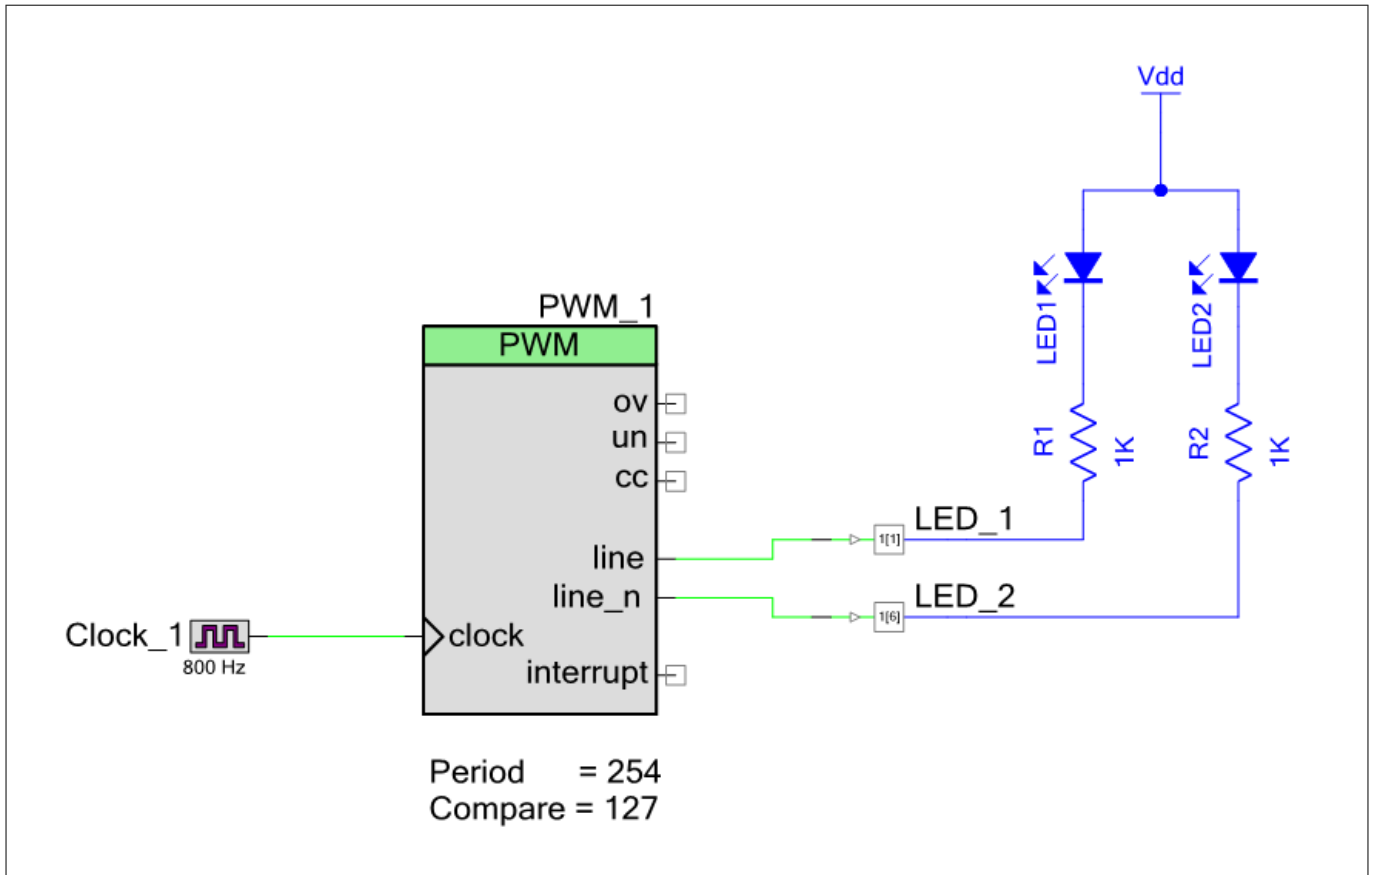 Vdd
LED1
LED2
PWM_1
PWM
ov
R1
1K
R2
1K
un
cc
LED_1
1[1]
line
line_n
LED_2
1[6]
Clock_1
800 Hz
clock
interrupt
Period = 254
Compare = 127